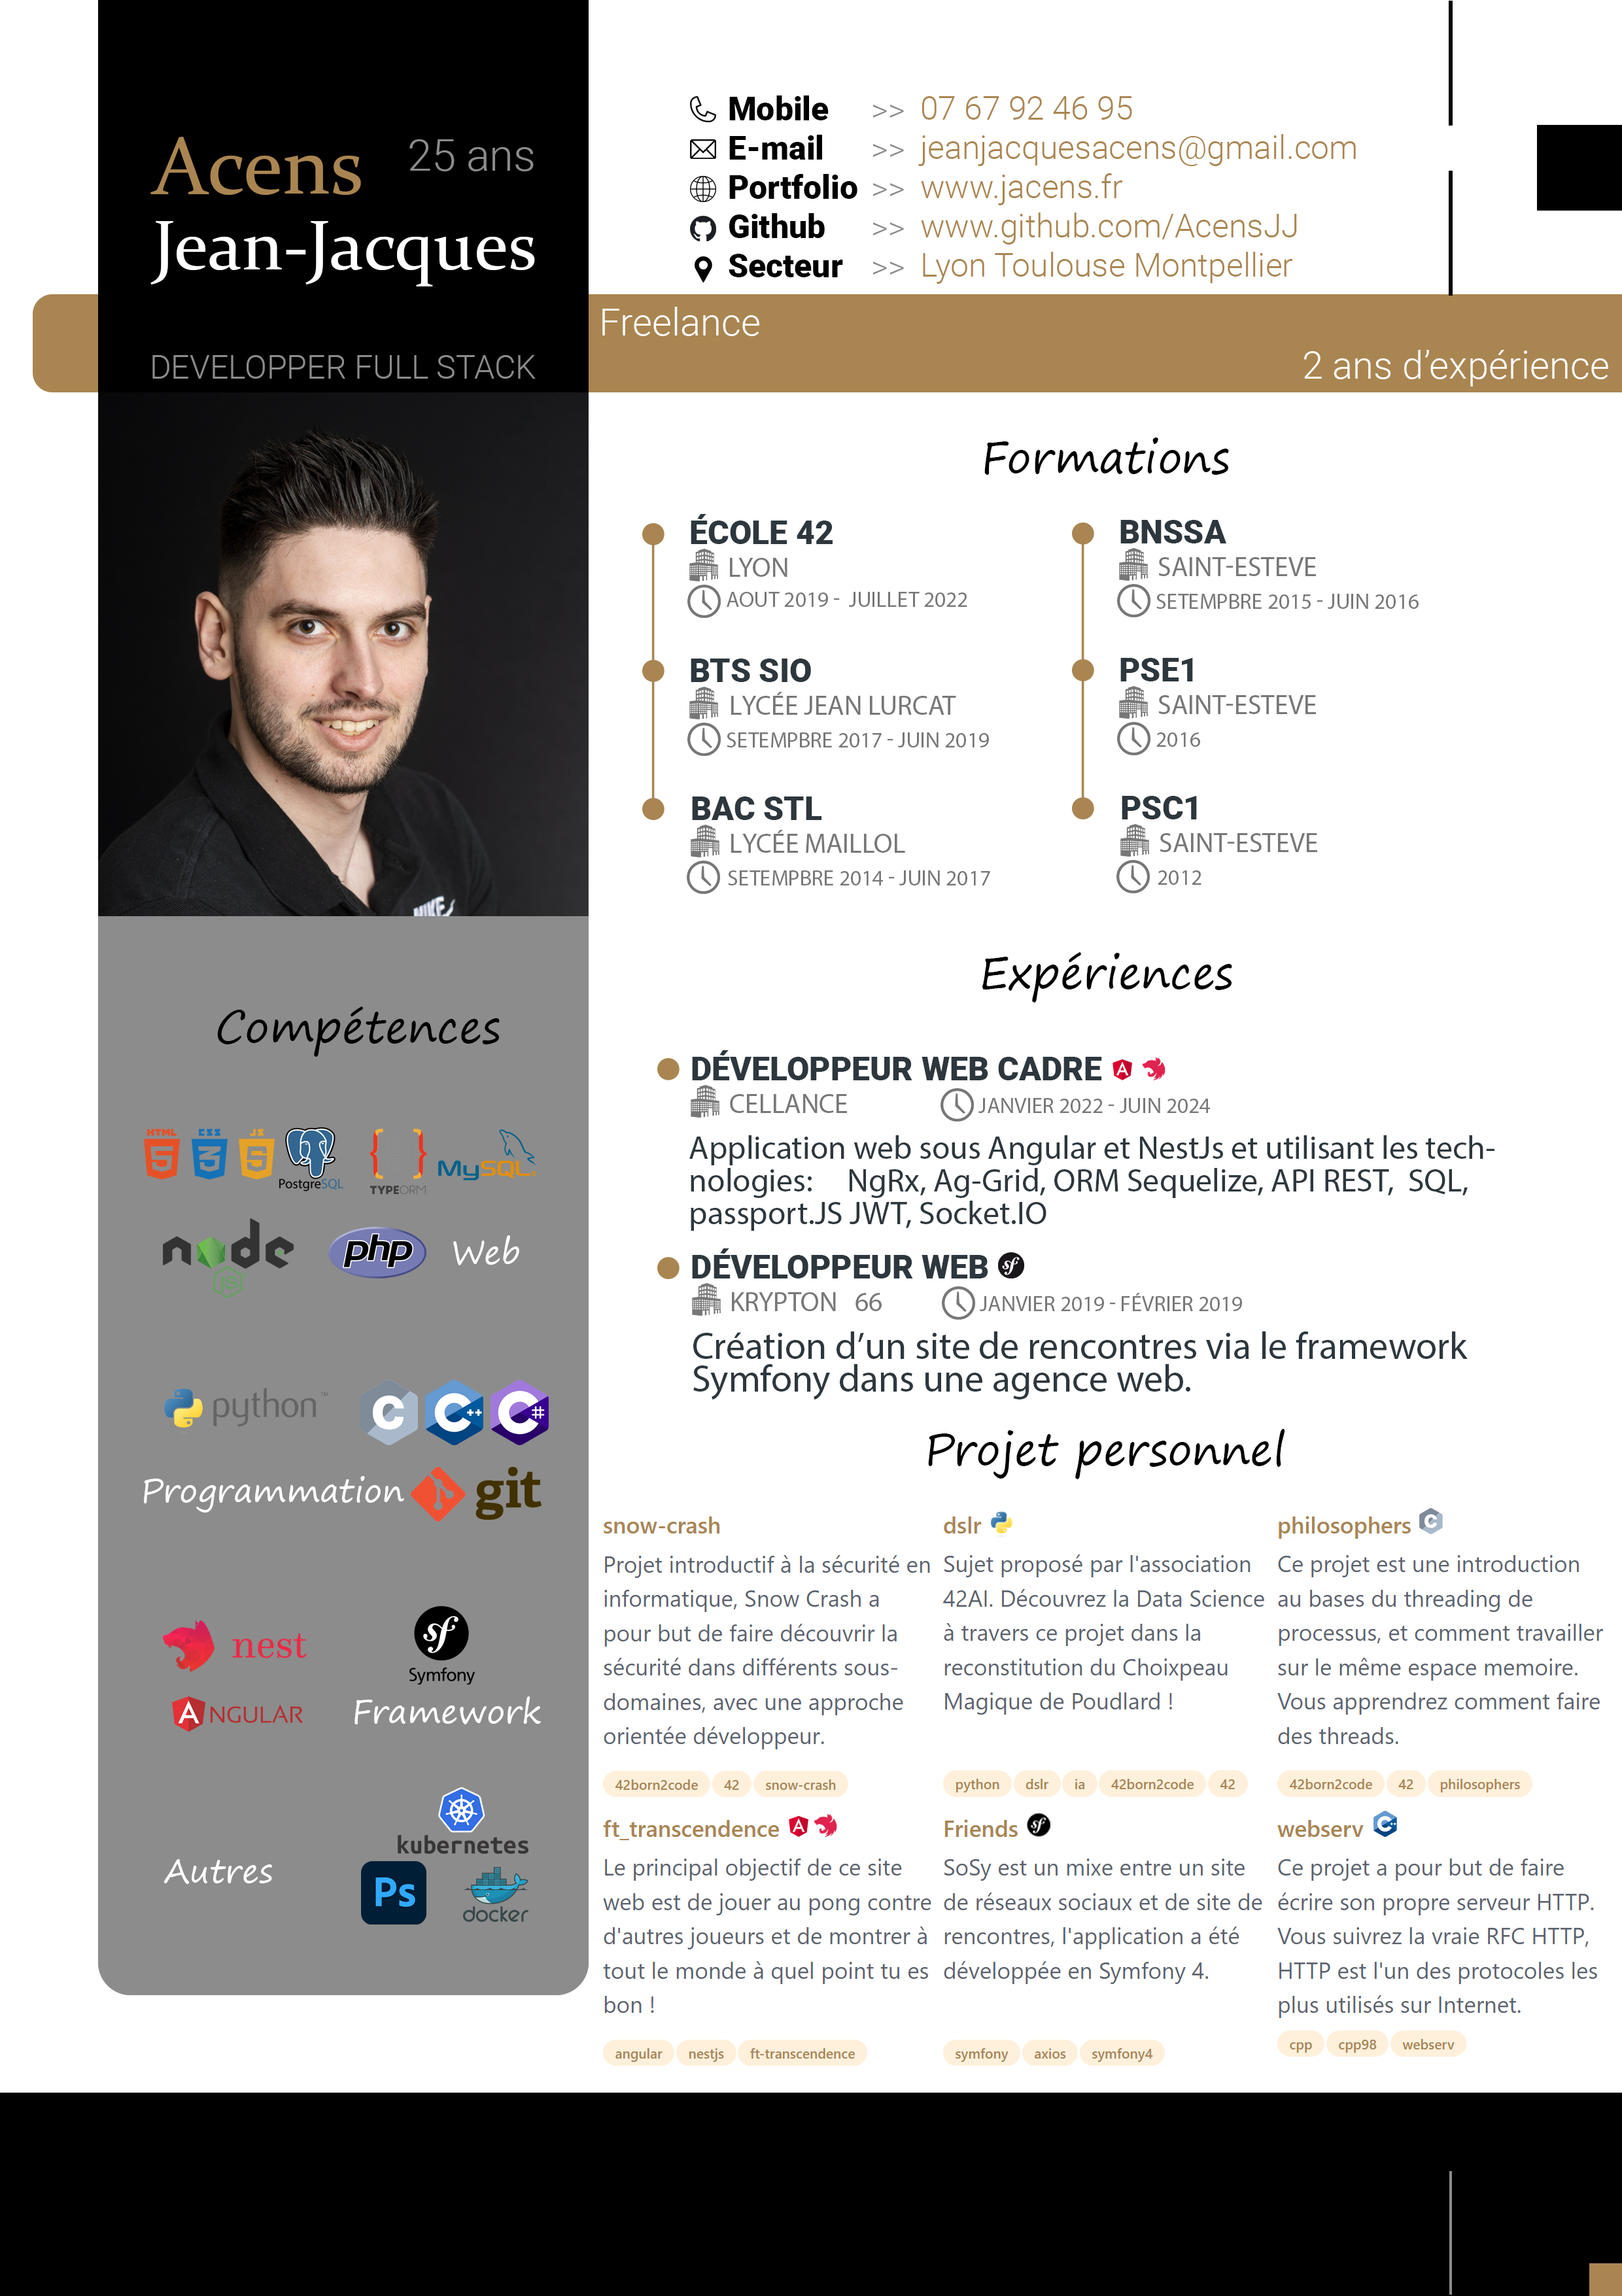 Acens 25 ans
Jean-Jacques
DEVELOPPER FULL STACK
Mobile >> 07 67 92 46 95
E-mail >> jeanjacquesacens@gmail.com
Portfolio >> www.jacens.fr
Github >> www.github.com/AcensJJ
Secteur >> Lyon Toulouse Montpellier
Freelance
2 ans d’expérience
NIKE
Compétences
HTML 5 CSS 3 JS 5 PostgreSQL TYPEORM MySQL
node JS php Web
python™ C C++ C#
Programmation git
nest Symfony
ANGULAR Framework
kubernetes
Autres Ps docker
Formations
ÉCOLE 42
LYON
AOUT 2019 - JUILLET 2022
BTS SIO
LYCÉE JEAN LURCAT
SETEMPBRE 2017 - JUIN 2019
BAC STL
LYCÉE MAILLOL
SETEMPBRE 2014 - JUIN 2017
BNSSA
SAINT-ESTEVE
SETEMPBRE 2015 - JUIN 2016
PSE1
SAINT-ESTEVE
2016
PSC1
SAINT-ESTEVE
2012
Expériences
DÉVELOPPEUR WEB CADRE
CELLANCE JANVIER 2022 - JUIN 2024
Application web sous Angular et NestJs et utilisant les tech-
nologies: NgRx, Ag-Grid, ORM Sequelize, API REST, SQL,
passport.JS JWT, Socket.IO
DÉVELOPPEUR WEB
KRYPTON 66 JANVIER 2019 - FÉVRIER 2019
Création d’un site de rencontres via le framework
Symfony dans une agence web.
Projet personnel
snow-crash
Projet introductif à la sécurité en
informatique, Snow Crash a
pour but de faire découvrir la
sécurité dans différents sous-
domaines, avec une approche
orientée développeur.
42born2code 42 snow-crash
dslr
Sujet proposé par l'association
42AI. Découvrez la Data Science
à travers ce projet dans la
reconstitution du Choixpeau
Magique de Poudlard !
python dslr ia 42born2code 42
philosophers
Ce projet est une introduction
au bases du threading de
processus, et comment travailler
sur le même espace memoire.
Vous apprendrez comment faire
des threads.
42born2code 42 philosophers
ft_transcendence
Le principal objectif de ce site
web est de jouer au pong contre
d'autres joueurs et de montrer à
tout le monde à quel point tu es
bon !
angular nestjs ft-transcendence
Friends
SoSy est un mixe entre un site
de réseaux sociaux et de site de
rencontres, l'application a été
développée en Symfony 4.
symfony axios symfony4
webserv
Ce projet a pour but de faire
écrire son propre serveur HTTP.
Vous suivrez la vraie RFC HTTP,
HTTP est l'un des protocoles les
plus utilisés sur Internet.
cpp cpp98 webserv